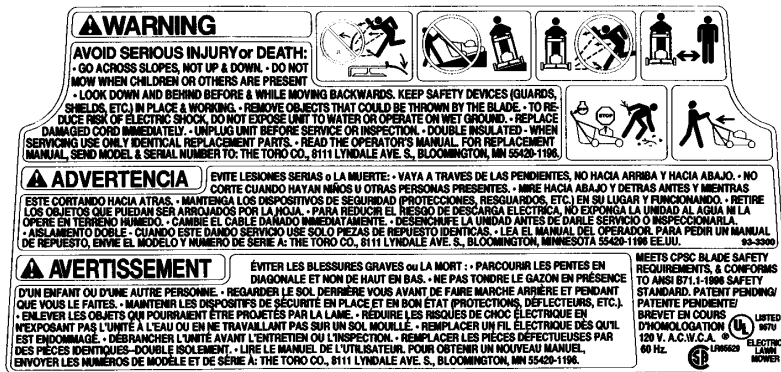 WARNING
AVOID SERIOUS INJURY or DEATH:
• GO ACROSS SLOPES, NOT UP & DOWN. • DO NOT
MOW WHEN CHILDREN OR OTHERS ARE PRESENT
• LOOK DOWN AND BEHIND BEFORE & WHILE MOVING BACKWARDS. KEEP SAFETY DEVICES (GUARDS,
SHIELDS, ETC.) IN PLACE & WORKING. • REMOVE OBJECTS THAT COULD BE THROWN BY THE BLADE. • TO RE-
DUCE RISK OF ELECTRIC SHOCK, DO NOT EXPOSE UNIT TO WATER OR OPERATE ON WET GROUND. • REPLACE
DAMAGED CORD IMMEDIATELY. • UNPLUG UNIT BEFORE SERVICE OR INSPECTION. • DOUBLE INSULATED - WHEN
SERVICING USE ONLY IDENTICAL REPLACEMENT PARTS. • READ THE OPERATOR'S MANUAL. FOR REPLACEMENT
MANUAL, SEND MODEL & SERIAL NUMBER TO: THE TORO CO., 8111 LYNDALE AVE. S., BLOOMINGTON, MN 55420-1196.
STOP
ADVERTENCIA
EVITE LESIONES SERIAS o LA MUERTE: • VAYA A TRAVES DE LAS PENDIENTES, NO HACIA ARRIBA Y HACIA ABAJO. • NO
CORTE CUANDO HAYAN NIÑOS U OTRAS PERSONAS PRESENTES. • MIRE HACIA ABAJO Y DETRAS ANTES Y MIENTRAS
ESTE CORTANDO HACIA ATRAS. • MANTENGA LOS DISPOSITIVOS DE SEGURIDAD (PROTECCIONES, RESGUARDOS, ETC.) EN SU LUGAR Y FUNCIONANDO. • RETIRE
LOS OBJETOS QUE PUEDAN SER ARROJADOS POR LA HOJA. • PARA REDUCIR EL RIESGO DE DESCARGA ELECTRICA, NO EXPONGA LA UNIDAD AL AGUA NI LA
OPERE EN TERRENO HUMEDO. • CAMBIE EL CABLE DAÑADO IMMEDIATAMENTE. • DESENCHUFE LA UNIDAD ANTES DE DARLE SERVICIO O INSPECCIONARLA.
• AISLAMIENTO DOBLE - CUANDO ESTE DANDO SERVICIO USE SOLO PIEZAS DE REPUESTO IDENTICAS. • LEA EL MANUAL DEL OPERADOR. PARA PEDIR UN MANUAL
DE REPUESTO, ENVIE EL MODELO Y NUMERO DE SERIE A: THE TORO CO., 8111 LYNDALE AVE. S., BLOOMINGTON, MINNESOTA 55420-1196 EE.UU.
93-3300
AVERTISSEMENT
ÉVITER LES BLESSURES GRAVES ou LA MORT : • PARCOURIR LES PENTES EN
DIAGONALE ET NON DE HAUT EN BAS. • NE PAS TONDRE LE GAZON EN PRÉSENCE
D'UN ENFANT OU D'UNE AUTRE PERSONNE. • REGARDER LE SOL DERRIÈRE VOUS AVANT DE FAIRE MARCHE ARRIÈRE ET PENDANT
QUE VOUS LE FAITES. • MAINTENIR LES DISPOSITIFS DE SÉCURITÉ EN PLACE ET EN BON ÉTAT (PROTECTIONS, DÉFLECTEURS, ETC.).
• ENLEVER LES OBJETS QUI POURRAIENT ÊTRE PROJETÉS PAR LA LAME. • RÉDUIRE LES RISQUES DE CHOC ÉLECTRIQUE EN
N'EXPOSANT PAS L'UNITÉ À L'EAU OU EN NE TRAVAILLANT PAS SUR UN SOL MOUILLÉ. • REMPLACER UN FIL ÉLECTRIQUE DÈS QU'IL
EST ENDOMMAGÉ. • DÉBRANCHER L'UNITÉ AVANT L'ENTRETIEN OU L'INSPECTION. • REMPLACER LES PIÈCES DÉFECTUEUSES PAR
DES PIÈCES IDENTIQUES–DOUBLE ISOLEMENT. • LIRE LE MANUEL DE L'UTILISATEUR. POUR OBTENIR UN NOUVEAU MANUEL,
ENVOYER LES NUMÉROS DE MODÈLE ET DE SÉRIE À: THE TORO CO., 8111 LYNDALE AVE. S., BLOOMINGTON, MN 55420-1196.
MEETS CPSC BLADE SAFETY
REQUIREMENTS, & CONFORMS
TO ANSI B71.1-1996 SAFETY
STANDARD. PATENT PENDING/
PATENTE PENDIENTE/
BREVET EN COURS
D'HOMOLOGATION
120 V. A.C.W.C.A.
60 Hz.
UL ® LISTED
967U
ELECTRIC
LAWN
MOWER
LR65529